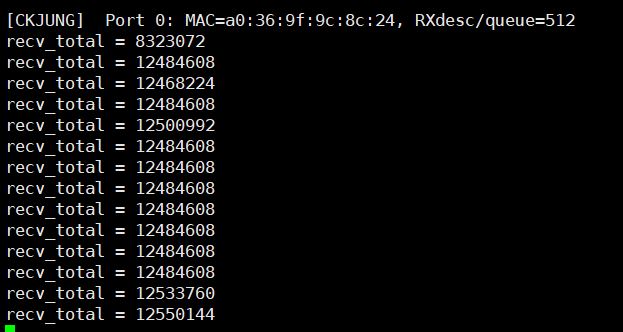 [CKJUNG]  Port 0: MAC=a0:36:9f:9c:8c:24, RXdesc/queue=512
recv_total = 8323072
recv_total = 12484608
recv_total = 12468224
recv_total = 12484608
recv_total = 12500992
recv_total = 12484608
recv_total = 12484608
recv_total = 12484608
recv_total = 12484608
recv_total = 12484608
recv_total = 12484608
recv_total = 12533760
recv_total = 12550144